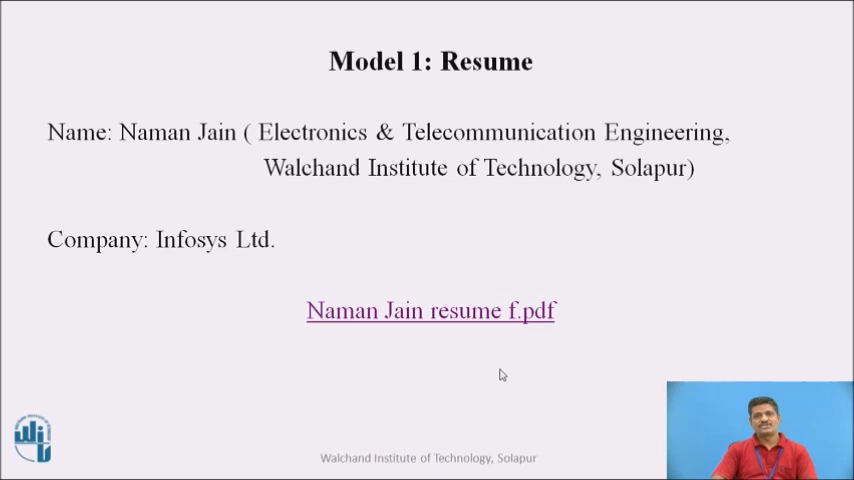 Model 1: Resume
Name: Naman Jain ( Electronics & Telecommunication Engineering,
Walchand Institute of Technology, Solapur)
Company: Infosys Ltd.
Naman Jain resume f.pdf
Walchand Institute of Technology, Solapur